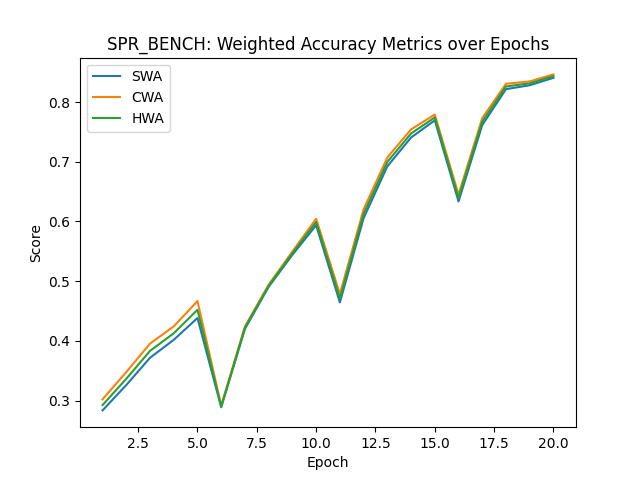 SPR_BENCH: Weighted Accuracy Metrics over Epochs
SWA
CWA
HWA
Score
0.8
0.7
0.6
0.5
0.4
0.3
2.5 5.0 7.5 10.0 12.5 15.0 17.5 20.0
Epoch